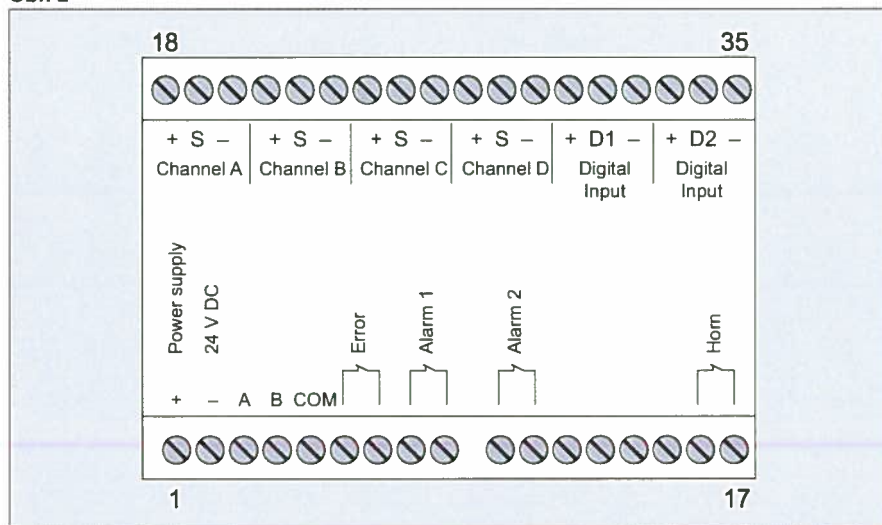 18 35
+ S – + S – + S – + S – + D1 – + D2 –
Channel A Channel B Channel C Channel D Digital Input Digital Input
Power supply
24 V DC
Error
Alarm 1
Alarm 2
Horn
+ – A B COM
1 17